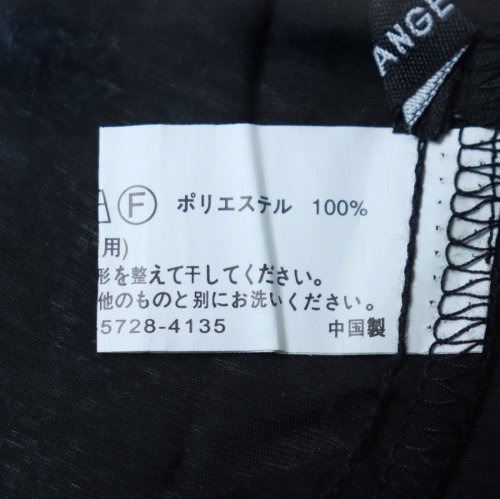 ANGE
F ポリエステル 100%
用)
形を整えて干してください。
他のものと別にお洗いください。
5728-4135 中国製